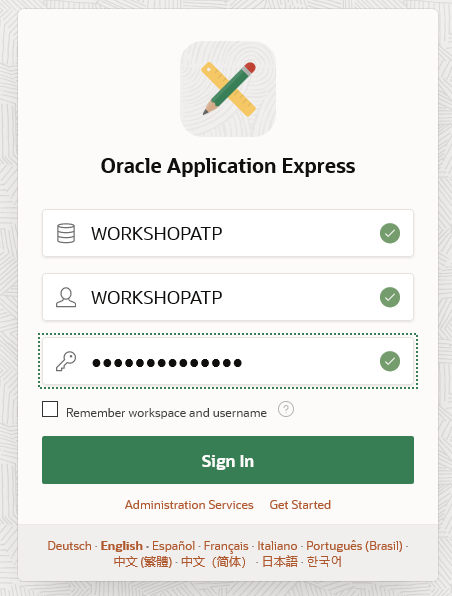 Oracle Application Express
WORKSHOPATP
WORKSHOPATP
●●●●●●●●●●●●●●
Remember workspace and username ?
Sign In
Administration Services Get Started
Deutsch · English · Español · Français · Italiano · Português (Brasil) ·
中文 (繁體) · 中文（简体） · 日本語 · 한국어